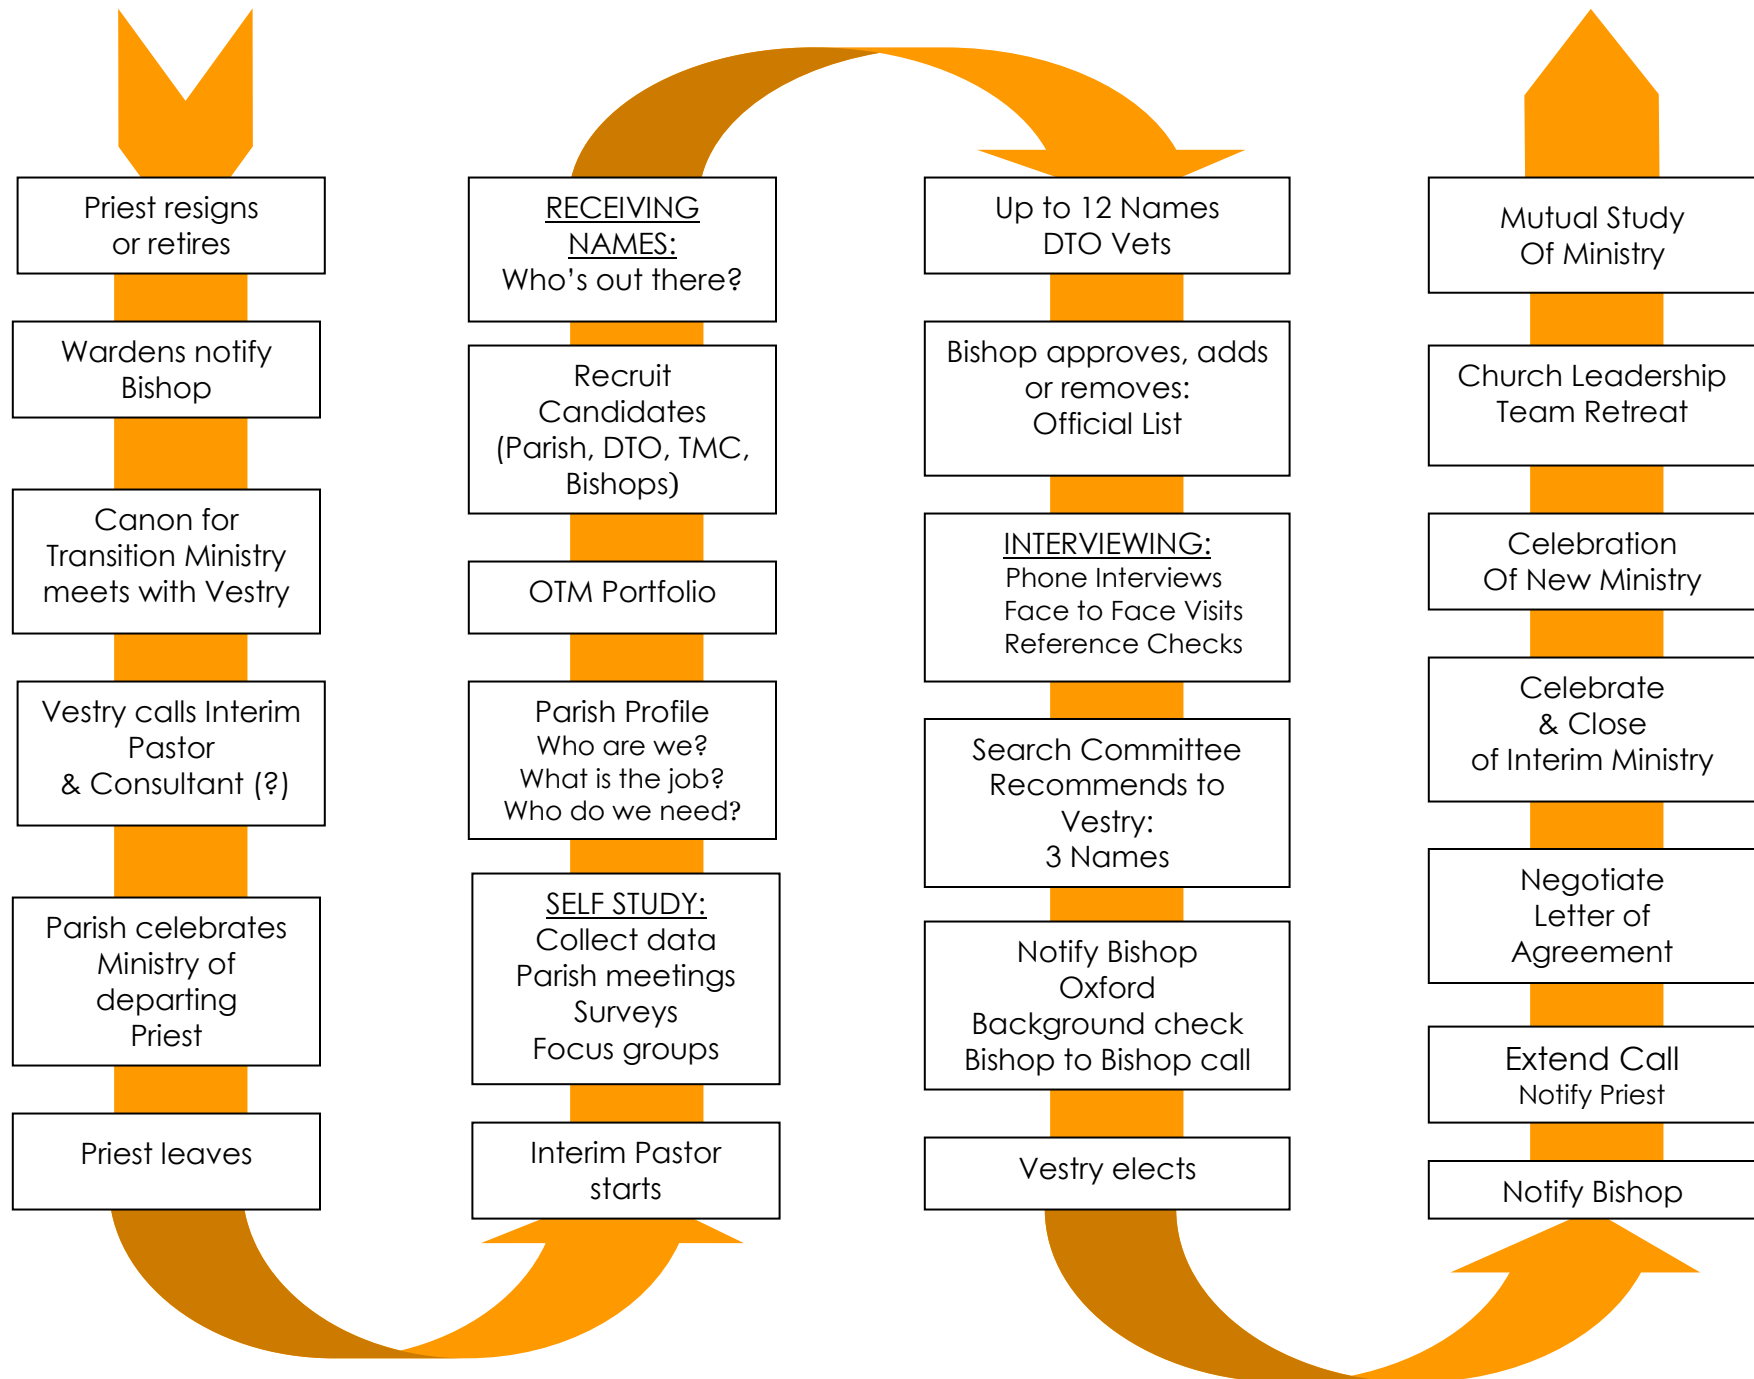 Priest resigns
or retires
Wardens notify
Bishop
Canon for
Transition Ministry
meets with Vestry
Vestry calls Interim
Pastor
& Consultant (?)
Parish celebrates
Ministry of
departing
Priest
Priest leaves
RECEIVING
NAMES:
Who’s out there?
Recruit
Candidates
(Parish, DTO, TMC,
Bishops)
OTM Portfolio
Parish Profile
Who are we?
What is the job?
Who do we need?
SELF STUDY:
Collect data
Parish meetings
Surveys
Focus groups
Interim Pastor
starts
Up to 12 Names
DTO Vets
Bishop approves, adds
or removes:
Official List
INTERVIEWING:
Phone Interviews
Face to Face Visits
Reference Checks
Search Committee
Recommends to
Vestry:
3 Names
Notify Bishop
Oxford
Background check
Bishop to Bishop call
Vestry elects
Mutual Study
Of Ministry
Church Leadership
Team Retreat
Celebration
Of New Ministry
Celebrate
& Close
of Interim Ministry
Negotiate
Letter of
Agreement
Extend Call
Notify Priest
Notify Bishop